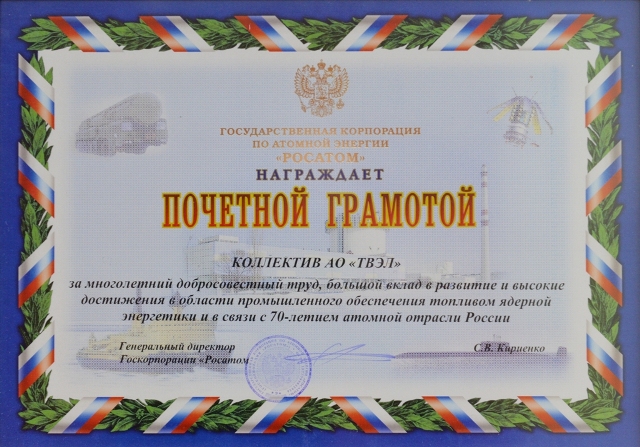 ГОСУДАРСТВЕННАЯ КОРПОРАЦИЯ
ПО АТОМНОЙ ЭНЕРГИИ
«РОСАТОМ»
НАГРАЖДАЕТ
ПОЧЕТНОЙ ГРАМОТОЙ
КОЛЛЕКТИВ АО «ТВЭЛ»
за многолетний добросовестный труд, большой вклад в развитие и высокие
достижения в области промышленного обеспечения топливом ядерной
энергетики и в связи с 70-летием атомной отрасли России
Генеральный директор
Госкорпорации «Росатом
С.В. Кириенко